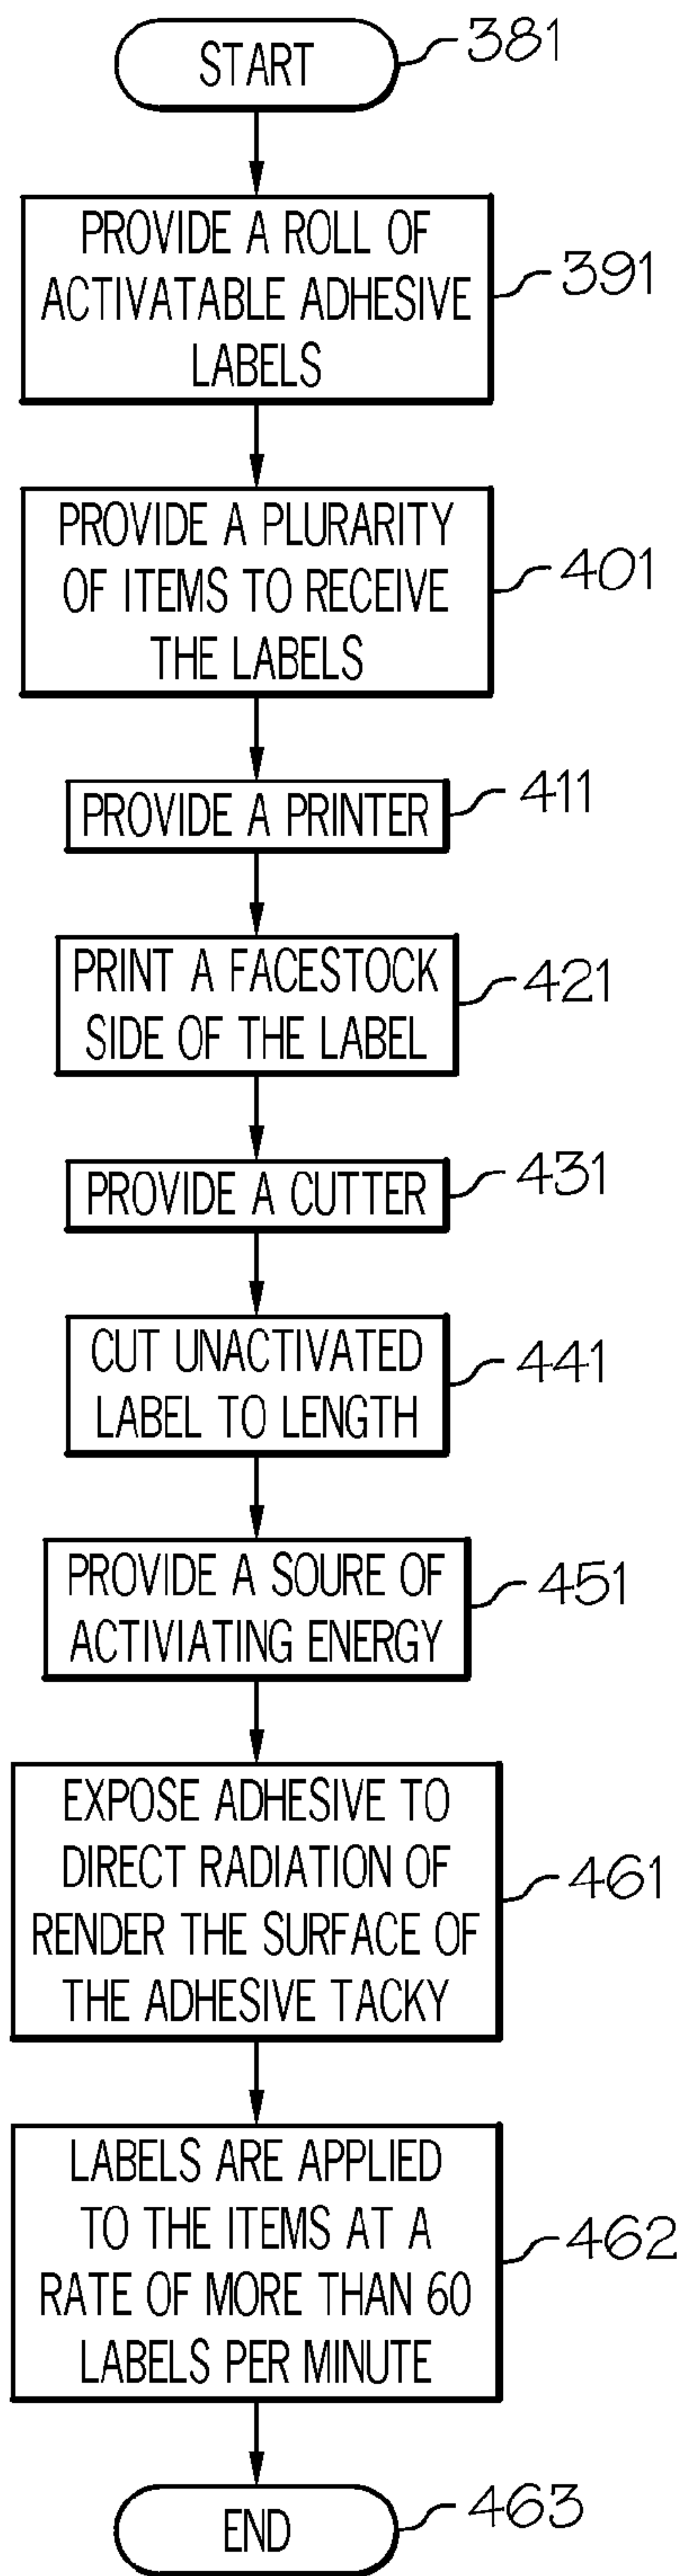 START
381
PROVIDE A ROLL OF
ACTIVATABLE ADHESIVE
LABELS
391
PROVIDE A PLURARITY
OF ITEMS TO RECEIVE
THE LABELS
401
PROVIDE A PRINTER
411
PRINT A FACESTOCK
SIDE OF THE LABEL
421
PROVIDE A CUTTER
431
CUT UNACTIVATED
LABEL TO LENGTH
441
PROVIDE A SOURE OF
ACTIVIATING ENERGY
451
EXPOSE ADHESIVE TO
DIRECT RADIATION OF
RENDER THE SURFACE OF
THE ADHESIVE TACKY
461
LABELS ARE APPLIED
TO THE ITEMS AT A
RATE OF MORE THAN 60
LABELS PER MINUTE
462
END
463